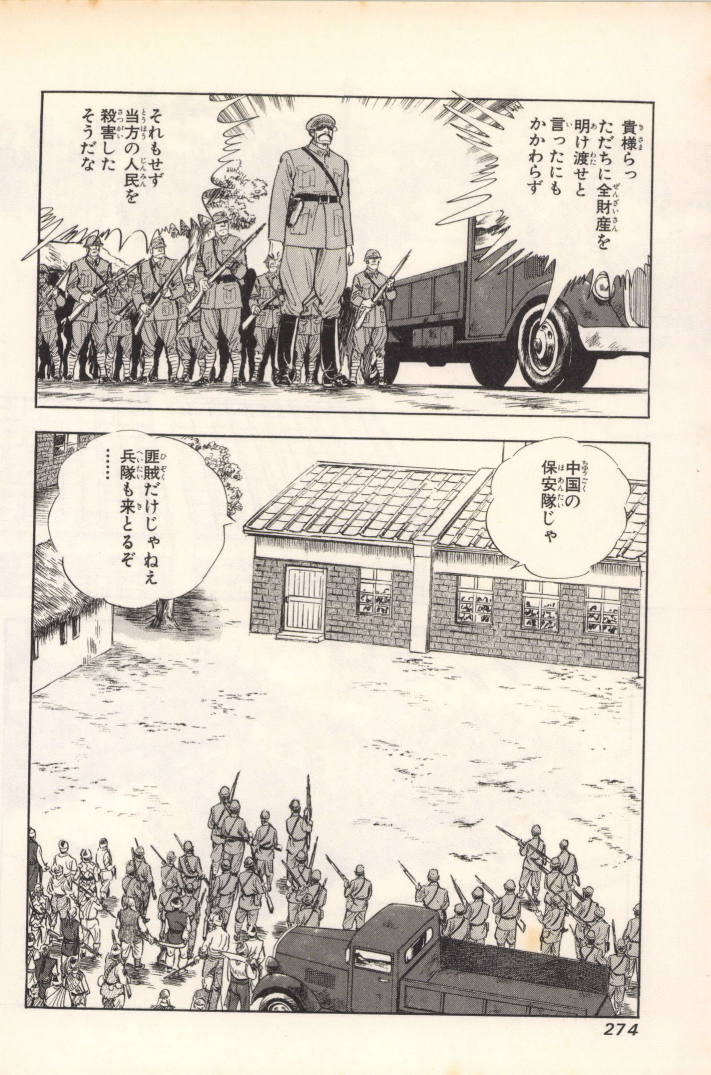 貴様らっ
ただちに全財産を
明け渡せと
言ったにも
かかわらず
それもせず
当方の人民を
殺害した
そうだな
中国の
保安隊じゃ
匪賊だけじゃねえ
兵隊も来とるぞ
……
274